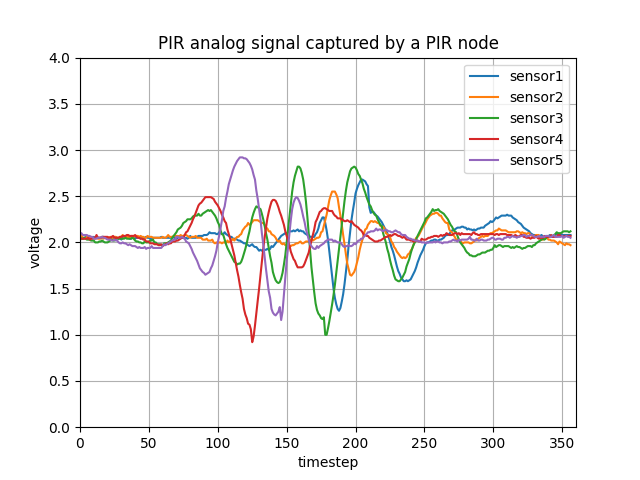 PIR analog signal captured by a PIR node
4.0
3.5
3.0
2.5
2.0
1.5
1.0
0.5
0.0
voltage
sensor1
sensor2
sensor3
sensor4
sensor5
0 50 100 150 200 250 300 350
timestep